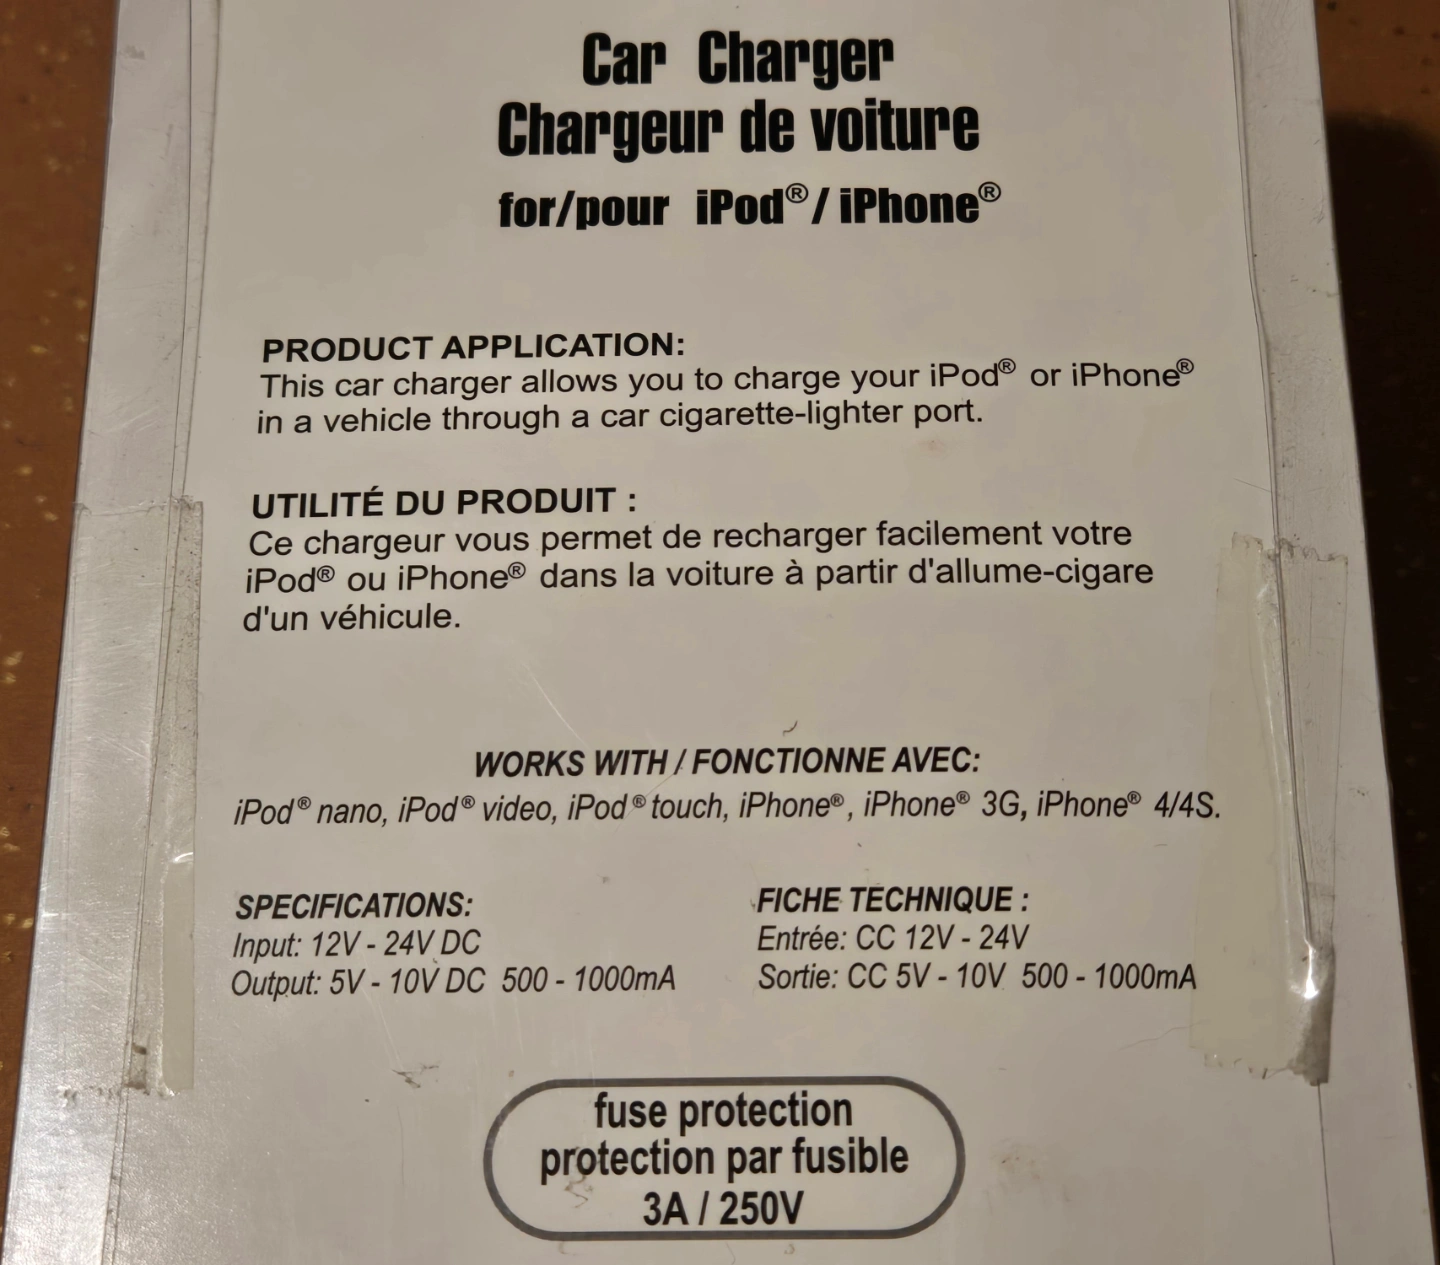 Car Charger
Chargeur de voiture
for/pour iPod®/ iPhone®
PRODUCT APPLICATION:
This car charger allows you to charge your iPod® or iPhone®
in a vehicle through a car cigarette-lighter port.
UTILITÉ DU PRODUIT :
Ce chargeur vous permet de recharger facilement votre
iPod® ou iPhone® dans la voiture à partir d'allume-cigare
d'un véhicule.
WORKS WITH / FONCTIONNE AVEC:
iPod® nano, iPod® video, iPod® touch, iPhone®, iPhone® 3G, iPhone® 4/4S.
SPECIFICATIONS:
Input: 12V - 24V DC
Output: 5V - 10V DC 500 - 1000mA
FICHE TECHNIQUE :
Entrée: CC 12V - 24V
Sortie: CC 5V - 10V 500 - 1000mA
fuse protection
protection par fusible
3A / 250V